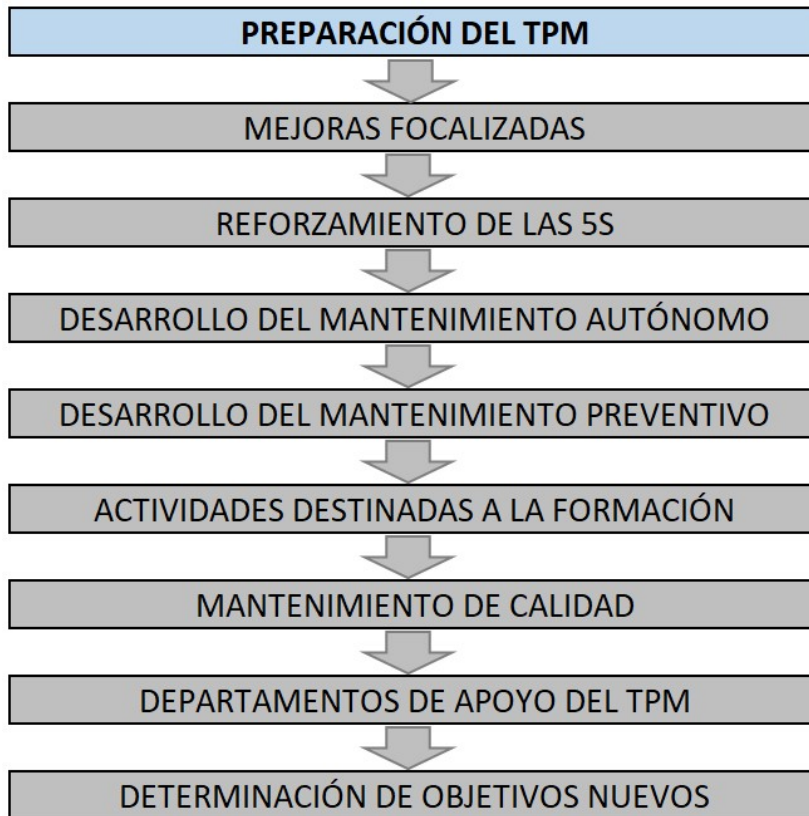 PREPARACIÓN DEL TPM
MEJORAS FOCALIZADAS
REFORZAMIENTO DE LAS 5S
DESARROLLO DEL MANTENIMIENTO AUTÓNOMO
DESARROLLO DEL MANTENIMIENTO PREVENTIVO
ACTIVIDADES DESTINADAS A LA FORMACIÓN
MANTENIMIENTO DE CALIDAD
DEPARTAMENTOS DE APOYO DEL TPM
DETERMINACIÓN DE OBJETIVOS NUEVOS